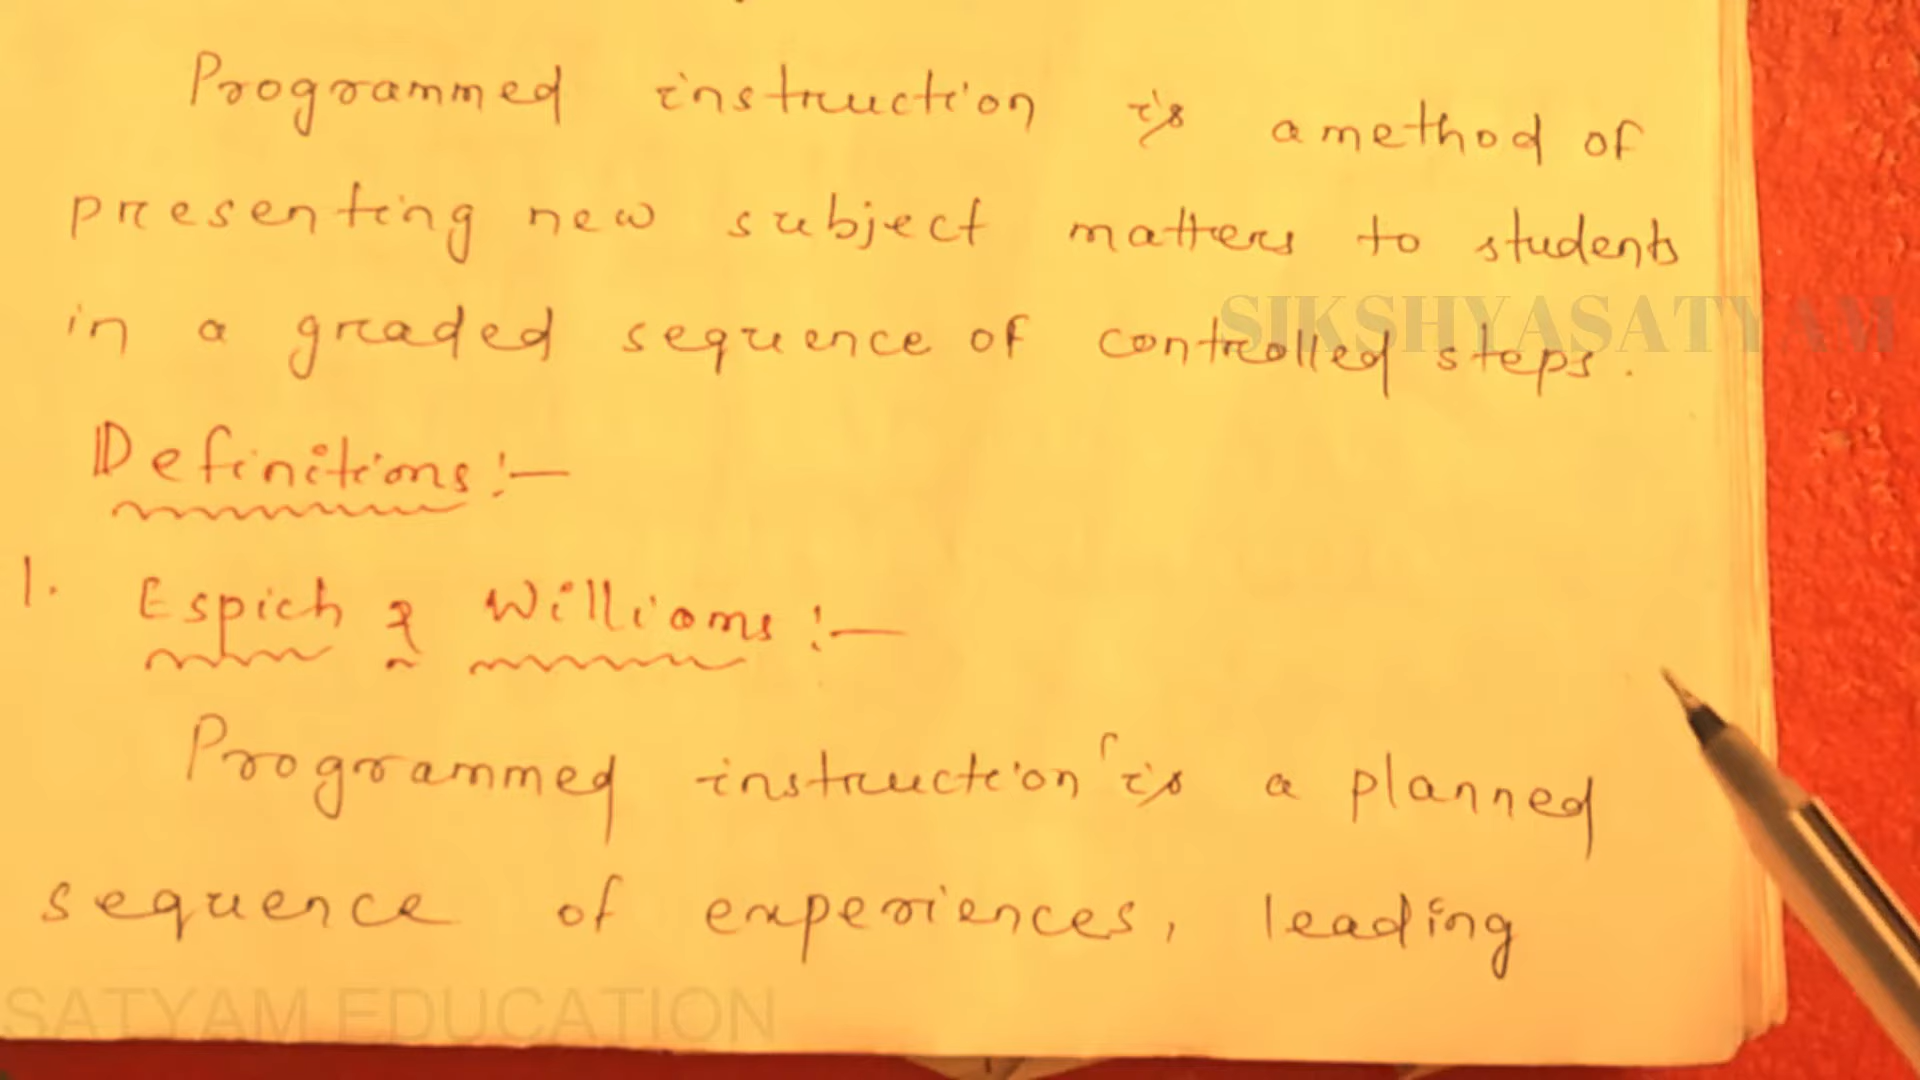 Programmed instruction is a method of
presenting new subject matters to students
in a graded sequence of controlled steps.
SIKSHYASATYAM
Definitions:-
1. Espich & Williams:-
Programmed instruction is a planned
sequence of experiences, leading
SATYAM EDUCATION